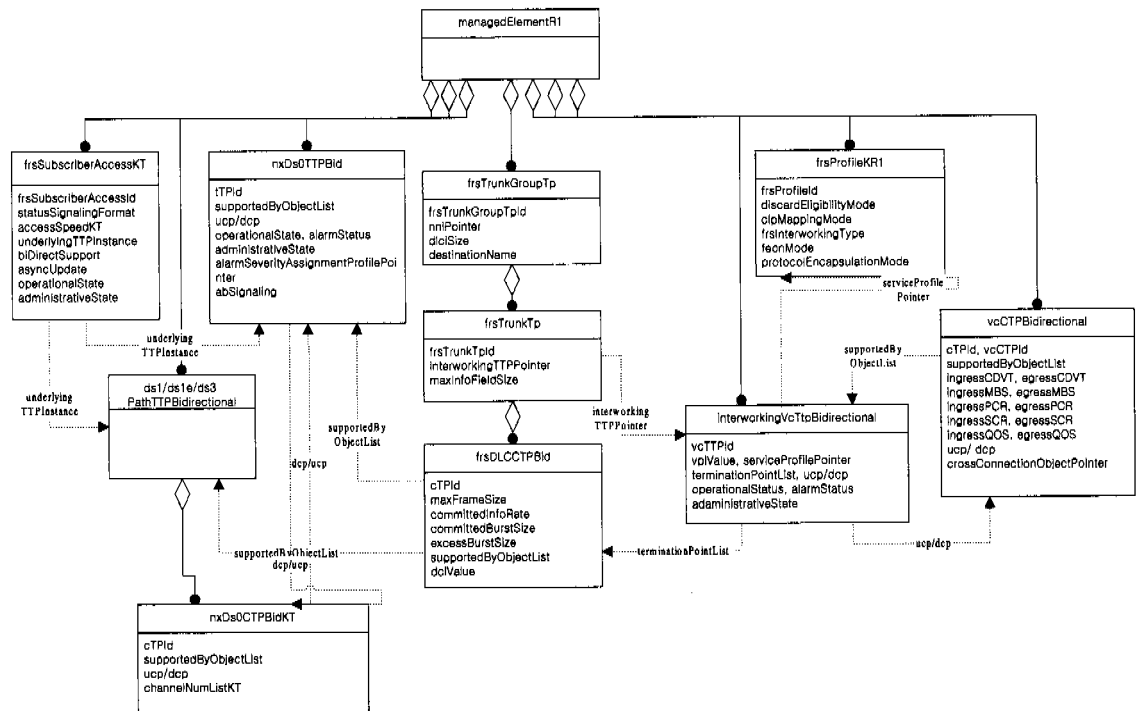 managedElementR1
frsSubscriberAccessKT
frsSubscriberAccessId
statusSignalingFormat
accessSpeedKT
underlyingTTPInstance
biDirectSupport
asyncUpdate
operationalState
administrativeState
nxDs0TTPBid
tTPId
supportedByObjectList
ucp/dcp
operationalState, alarmStatus
administrativeState
alarmSeverityAssignmentProfilePoi
nter
abSignaling
frsTrunkGroupTp
frsTrunkGroupTpId
nniPointer
dlciSize
destinationName
frsProfileKR1
frsProfileId
discardEligibilityMode
clpMappingMode
frsInterworkingType
fecnMode
protocolEncapsulationMode
serviceProfile
Pointer
vcCTPBidirectional
cTPId, vcCTPId
supportedByObjectList
ingressCDVT, egressCDVT
ingressMBS, egressMBS
ingressPCR, egressPCR
ingressSCR, egressSCR
ingressQOS, egressQOS
ucp/ dcp
crossConnectionObjectPointer
supportedBy
ObjectList
frsTrunkTp
frsTrunkTpId
interworkingTTPPointer
maxInfoFieldSize
underlying
TTPInstance
underlying
TTPInstance
ds1/ds1e/ds3
PathTTPBidirectional
supportedBy
ObjectList
dcp/ucp
interworking
TTPPointer
interworkingVcTtpBidirectional
vcTTPId
vpiValue, serviceProfilePointer
terminationPointList, ucp/dcp
operationalStatus, alarmStatus
adaministrativeState
frsDLCCTPBid
cTPId
maxFrameSize
committedInfoRate
committedBurstSize
excessBurstSize
supportedByObjectList
dclValue
supportedByObjectList
dcp/ucp
terminationPointList
ucp/dcp
nxDs0CTPBidKT
cTPId
supportedByObjectList
ucp/dcp
channelNumListKT